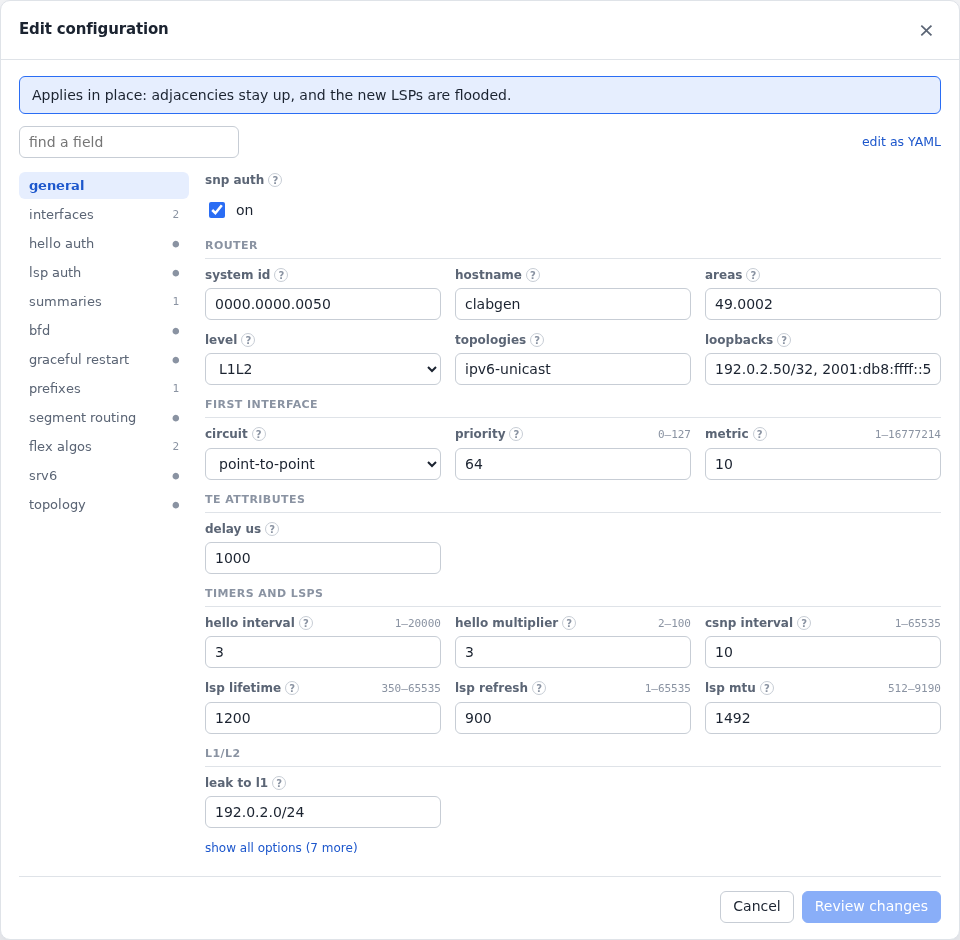 Edit configuration
Applies in place: adjacencies stay up, and the new LSPs are flooded.
find a field
edit as YAML
general
interfaces 2
hello auth
lsp auth
summaries 1
bfd
graceful restart
prefixes 1
segment routing
flex algos 2
srv6
topology
snp auth ?
on
ROUTER
system id ? hostname ? areas ?
0000.0000.0050 clabgen 49.0002
level ? topologies ? loopbacks ?
L1L2 ipv6-unicast 192.0.2.50/32, 2001:db8:ffff::5
FIRST INTERFACE
circuit ? priority ? 0–127 metric ? 1–16777214
point-to-point 64 10
TE ATTRIBUTES
delay us ?
1000
TIMERS AND LSPS
hello interval ? 1–20000 hello multiplier ? 2–100 csnp interval ? 1–65535
3 3 10
lsp lifetime ? 350–65535 lsp refresh ? 1–65535 lsp mtu ? 512–9190
1200 900 1492
L1/L2
leak to l1 ?
192.0.2.0/24
show all options (7 more)
Cancel Review changes